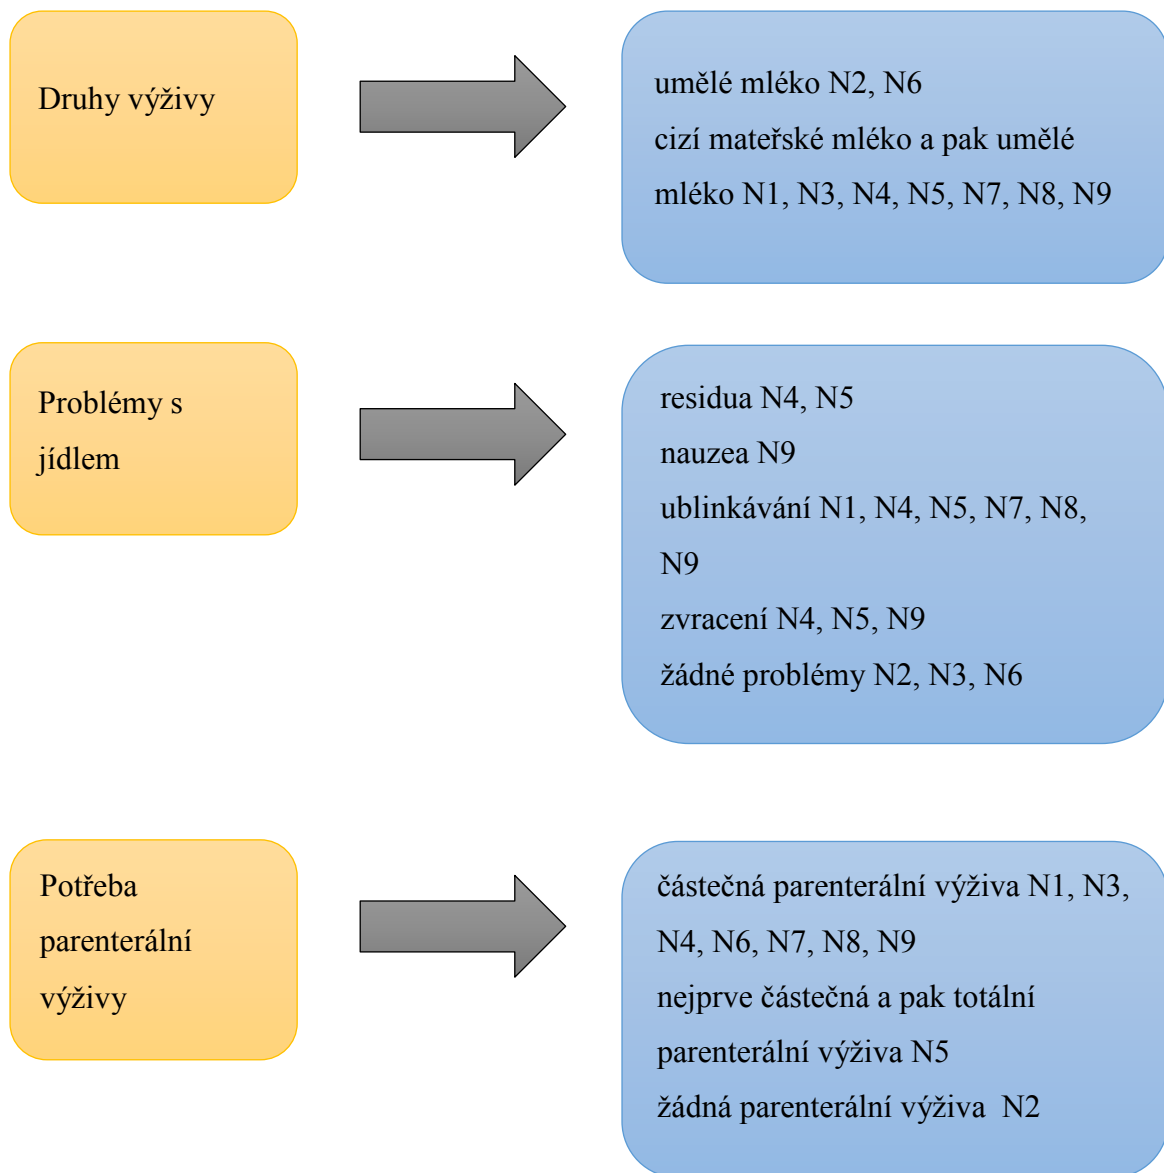 Druhy výživy
umělé mléko N2, N6
cizí mateřské mléko a pak umělé
mléko N1, N3, N4, N5, N7, N8, N9
Problémy s
jídlem
residua N4, N5
nauzea N9
ublinkávání N1, N4, N5, N7, N8,
N9
zvracení N4, N5, N9
žádné problémy N2, N3, N6
Potřeba
parenterální
výživy
částečná parenterální výživa N1, N3,
N4, N6, N7, N8, N9
nejprve částečná a pak totální
parenterální výživa N5
žádná parenterální výživa  N2